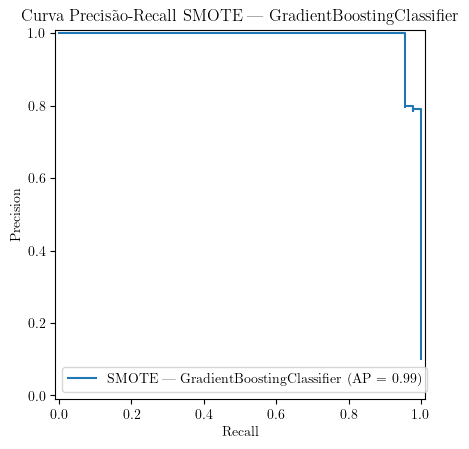 Curva Precisão-Recall SMOTE — GradientBoostingClassifier
1.0
0.8
0.6
0.4
0.2
0.0
Precision
SMOTE — GradientBoostingClassifier (AP = 0.99)
0.0 0.2 0.4 0.6 0.8 1.0
Recall